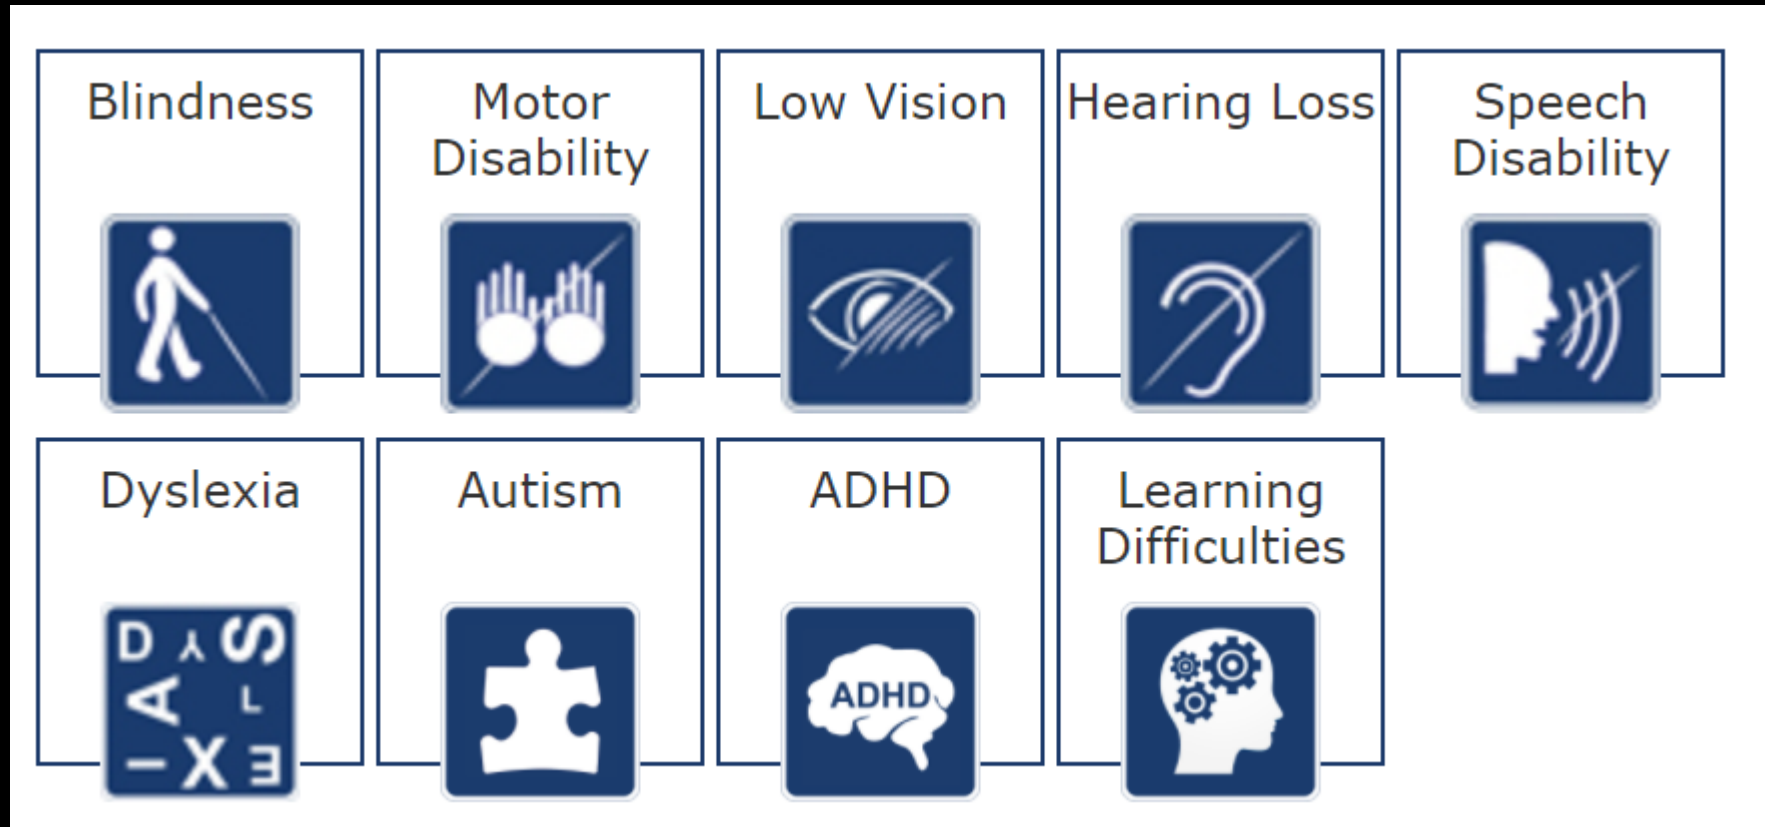 Blindness
Motor
Disability
Low Vision
Hearing Loss
Speech
Disability
Dyslexia
D Y S
A L
I X E
Autism
ADHD
ADHD
Learning
Difficulties